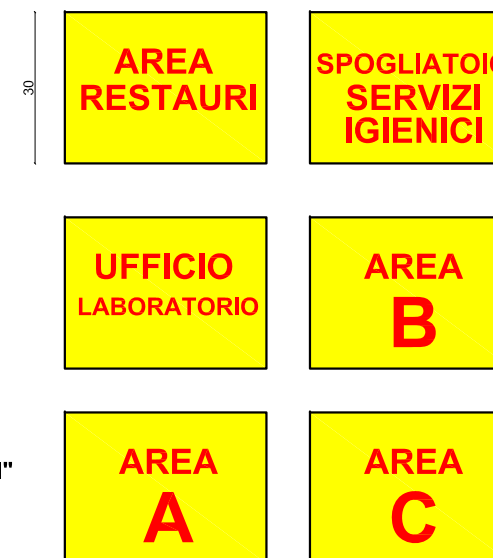 30
AREA
RESTAURI
SERVIZI
IGIENICI
UFFICIO
LABORATORIO
AREA
B
AREA
A
AREA
C